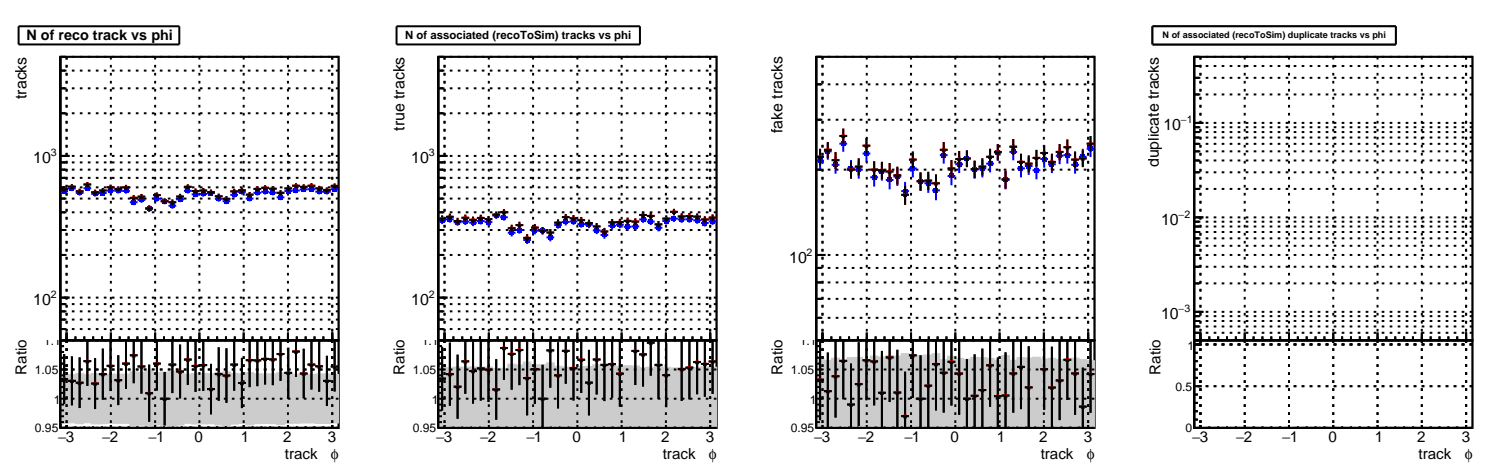 N of reco track vs phi
tracks
10³
10²
Ratio
1.05
1
0.95
−3 −2 −1 0 1 2 3
track ϕ
N of associated (recoToSim) tracks vs phi
true tracks
10³
10²
Ratio
1.05
1
0.95
−3 −2 −1 0 1 2 3
track ϕ
fake tracks
10²
Ratio
1.05
1
0.95
−3 −2 −1 0 1 2 3
track ϕ
N of associated (recoToSim) duplicate tracks vs phi
duplicate tracks
10⁻¹
10⁻²
10⁻³
Ratio
1
0.5
0
−3 −2 −1 0 1 2 3
track ϕ